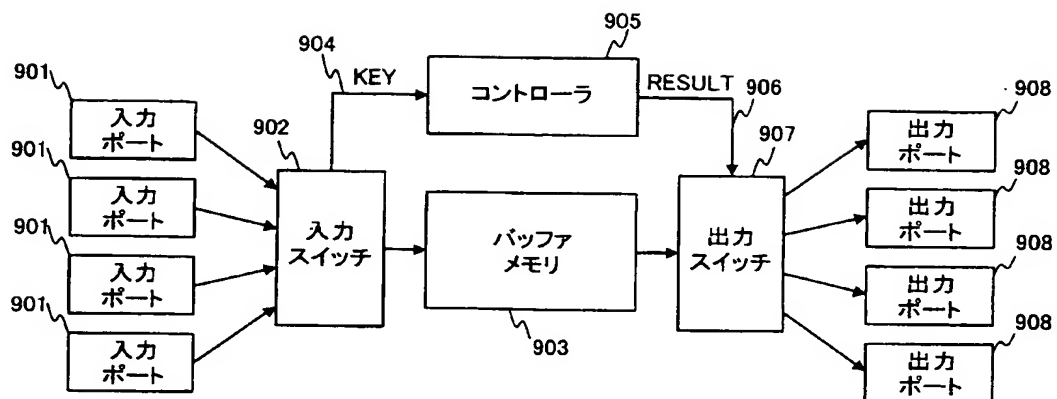 905
904
KEY
コントローラ
RESULT
906
901
入力
ポート
902
907
908
出力
ポート
901
入力
ポート
908
出力
ポート
入力
スイッチ
バッファ
メモリ
出力
スイッチ
901
入力
ポート
908
出力
ポート
901
入力
ポート
903
908
出力
ポート